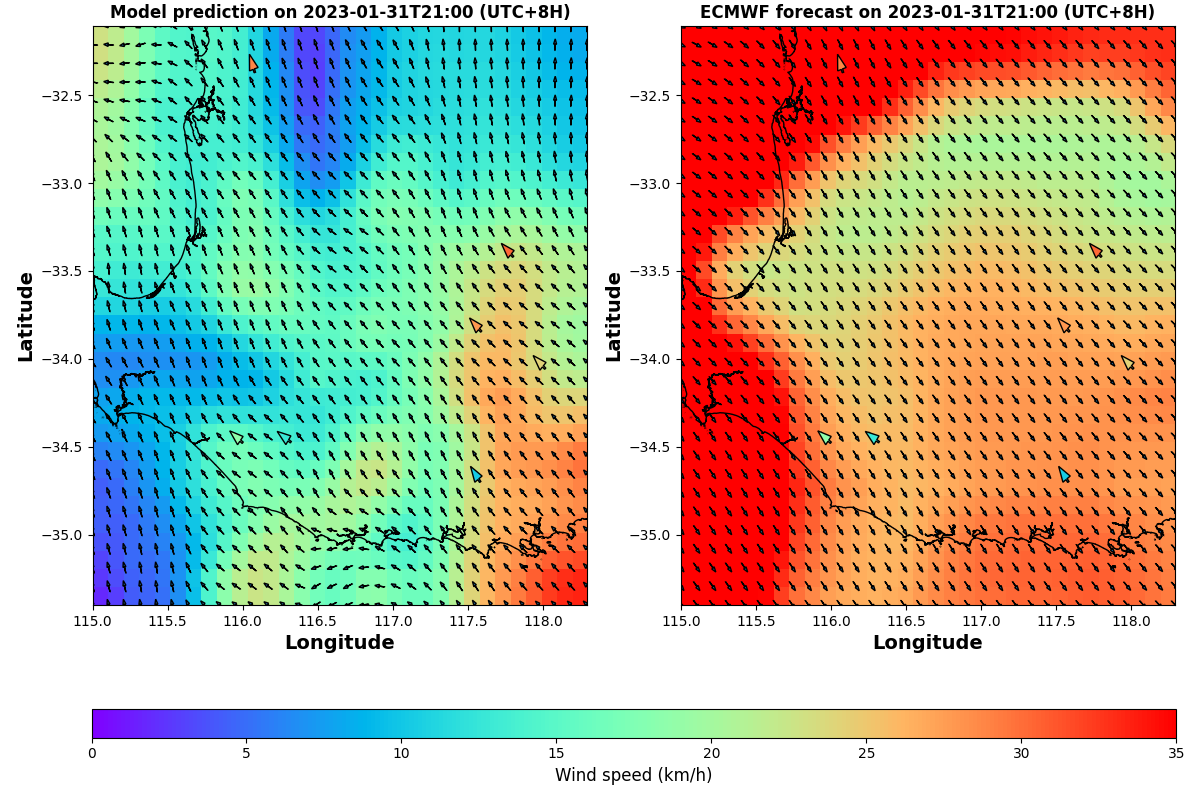 Model prediction on 2023-01-31T21:00 (UTC+8H)
ECMWF forecast on 2023-01-31T21:00 (UTC+8H)
Latitude
−32.5
−33.0
−33.5
−34.0
−34.5
−35.0
115.0 115.5 116.0 116.5 117.0 117.5 118.0
Longitude
Latitude
−32.5
−33.0
−33.5
−34.0
−34.5
−35.0
115.0 115.5 116.0 116.5 117.0 117.5 118.0
Longitude
0 5 10 15 20 25 30 35
Wind speed (km/h)